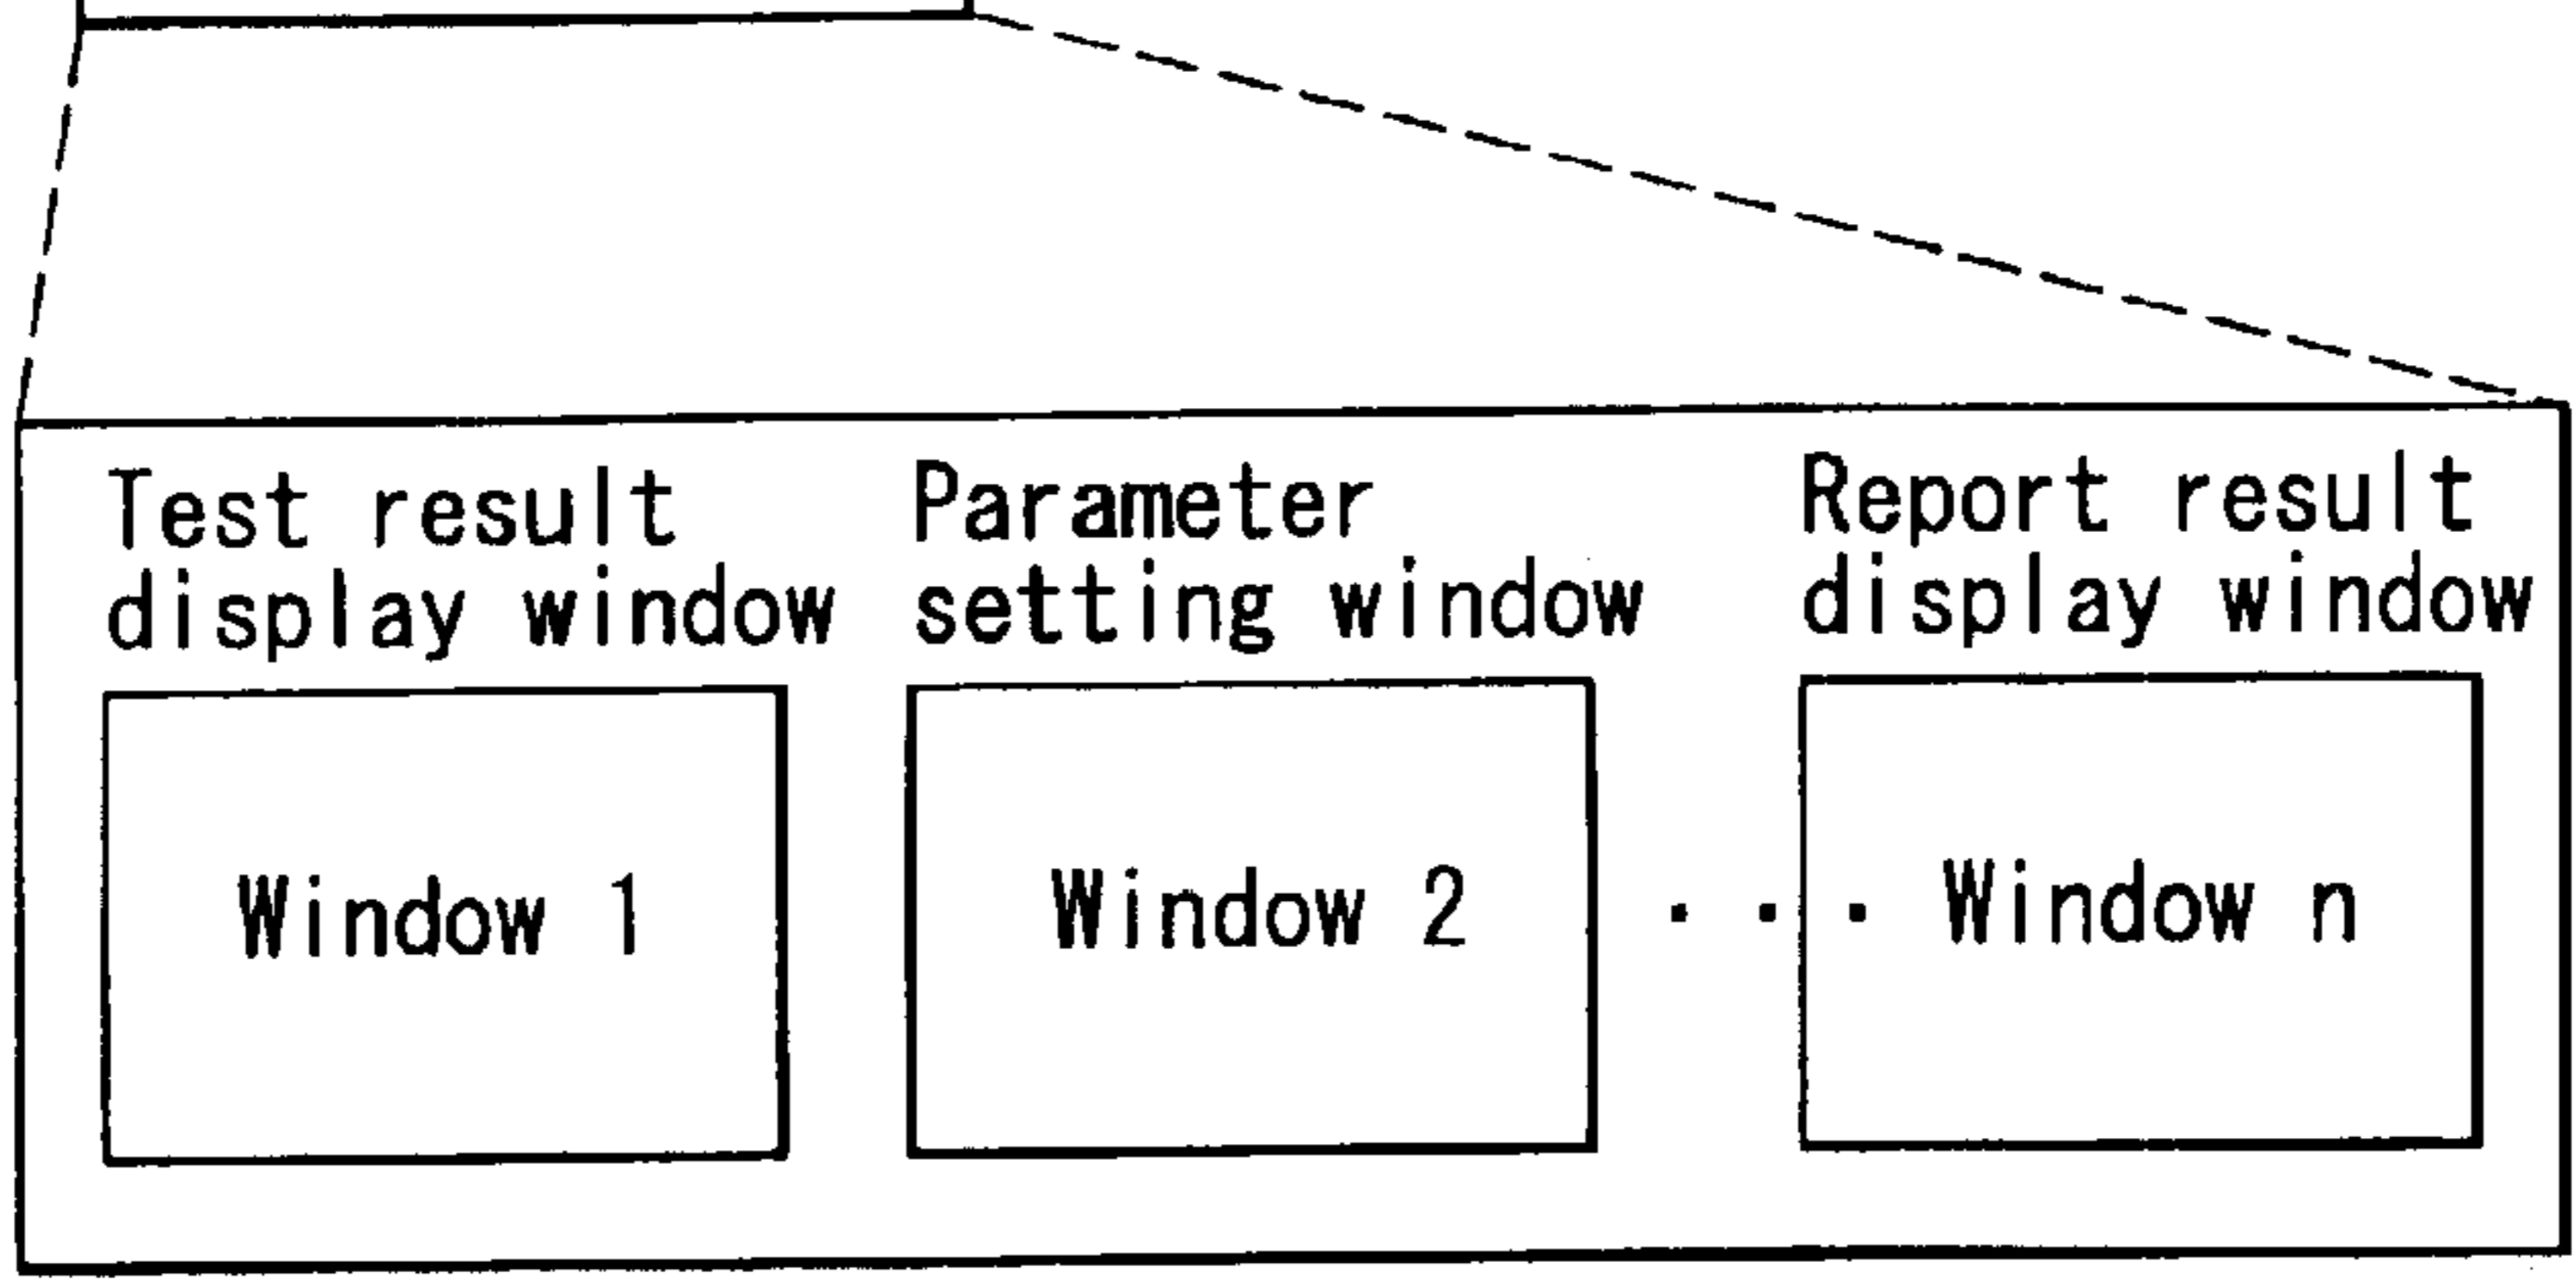 Test result
display window
Parameter
setting window
Report result
display window
Window 1
Window 2
. . .
Window n